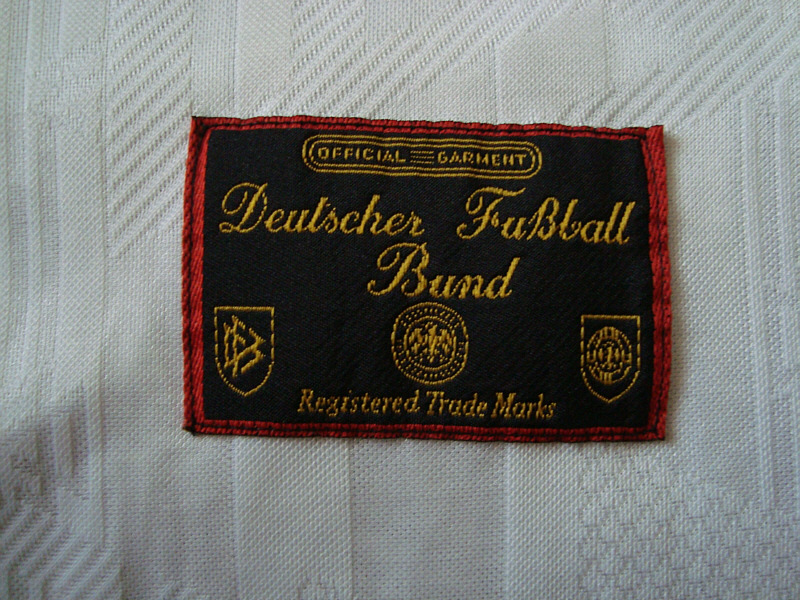 OFFICIAL GARMENT
Deutscher Fußball
Bund
Registered Trade Marks